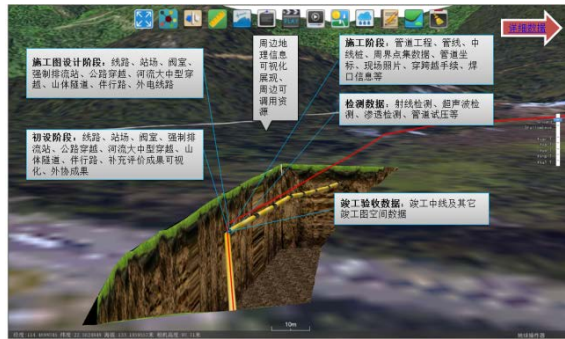 详细数据
施工图设计阶段：线路、站场、阀室、
强制排流站、公路穿越、河流大中型穿
越、山体隧道、伴行路、外电线路
周边地
理信息
可视化
展现、
周边可
调用资
源
施工阶段：管道工程、管线、中
线桩、周界点集数据、管道坐
标、现场照片、穿跨越手续、焊
口信息等
初设阶段：线路、站场、阀室、强制排
流站、公路穿越、河流大中型穿越、山
体隧道、伴行路、补充评价成果可视
化、外协成果
检测数据：射线检测、超声波检
测、渗透检测、管道试压等
竣工验收数据：竣工中线及其它
竣工图空间数据
10m